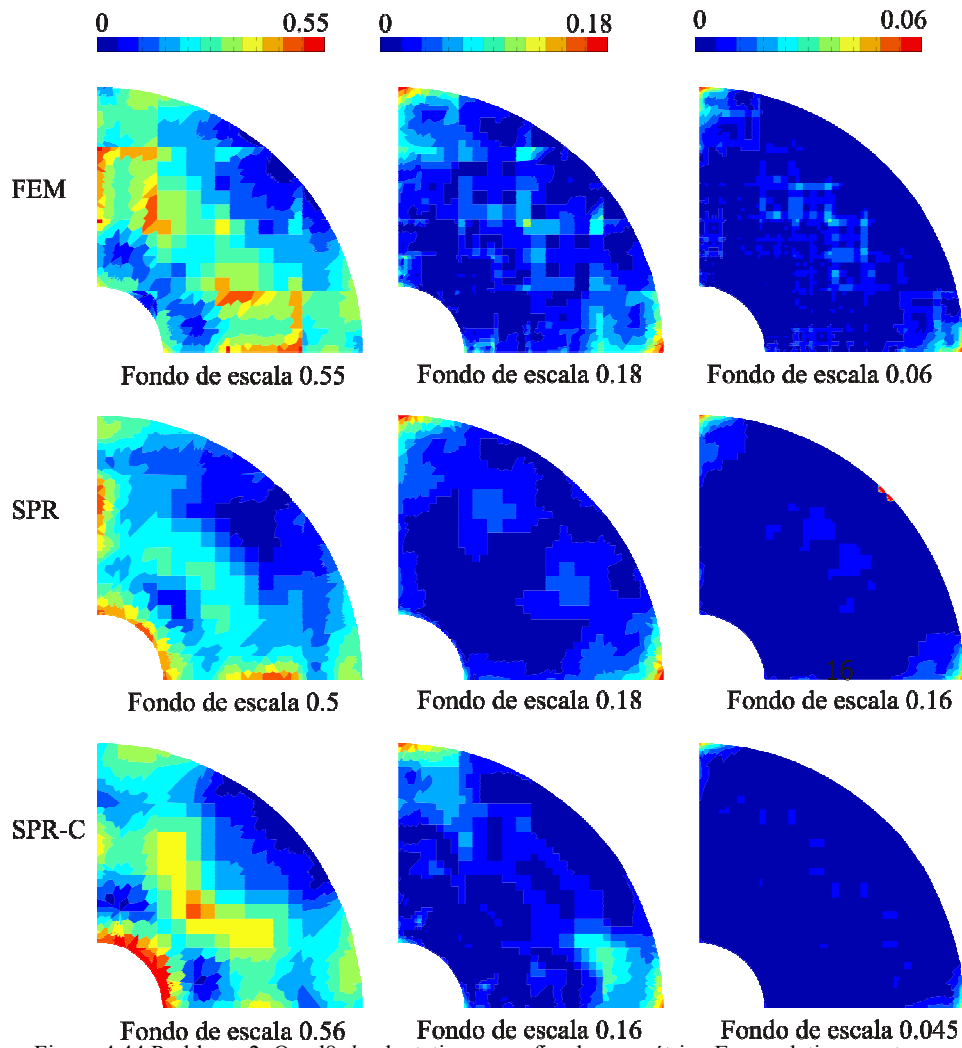 0 0.55 0 0.18 0 0.06
FEM
Fondo de escala 0.55 Fondo de escala 0.18 Fondo de escala 0.06
SPR
16
Fondo de escala 0.5 Fondo de escala 0.18 Fondo de escala 0.16
SPR-C
Fondo de escala 0.56 Fondo de escala 0.16 Fondo de escala 0.045